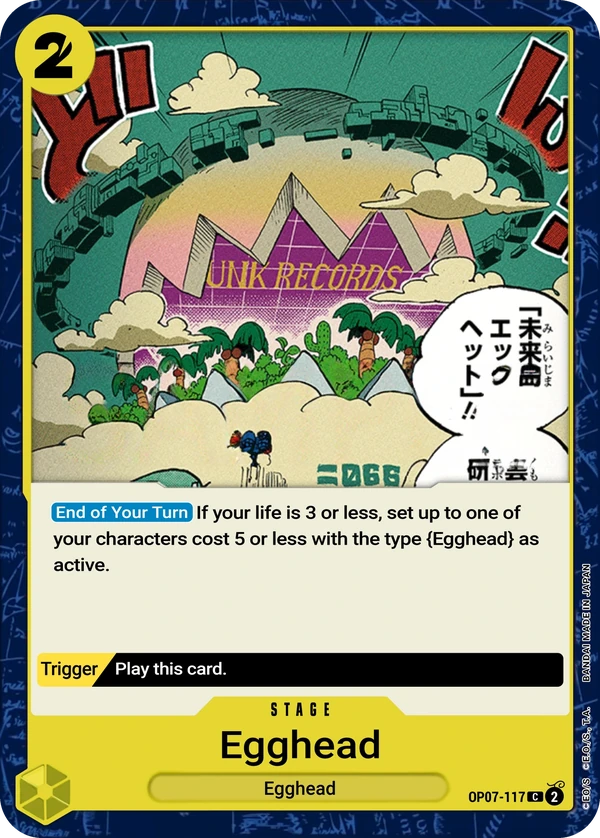 2
UNK RECORDS
「未来島
みらいじま
エッグ
ヘット」!!
研
066
End of Your Turn If your life is 3 or less, set up to one of
your characters cost 5 or less with the type {Egghead} as
active.
Trigger Play this card.
STAGE
Egghead
Egghead
OP07-117 C 2
©E.O./S ©E.O./S., T.A. BANDAI MADE IN JAPAN